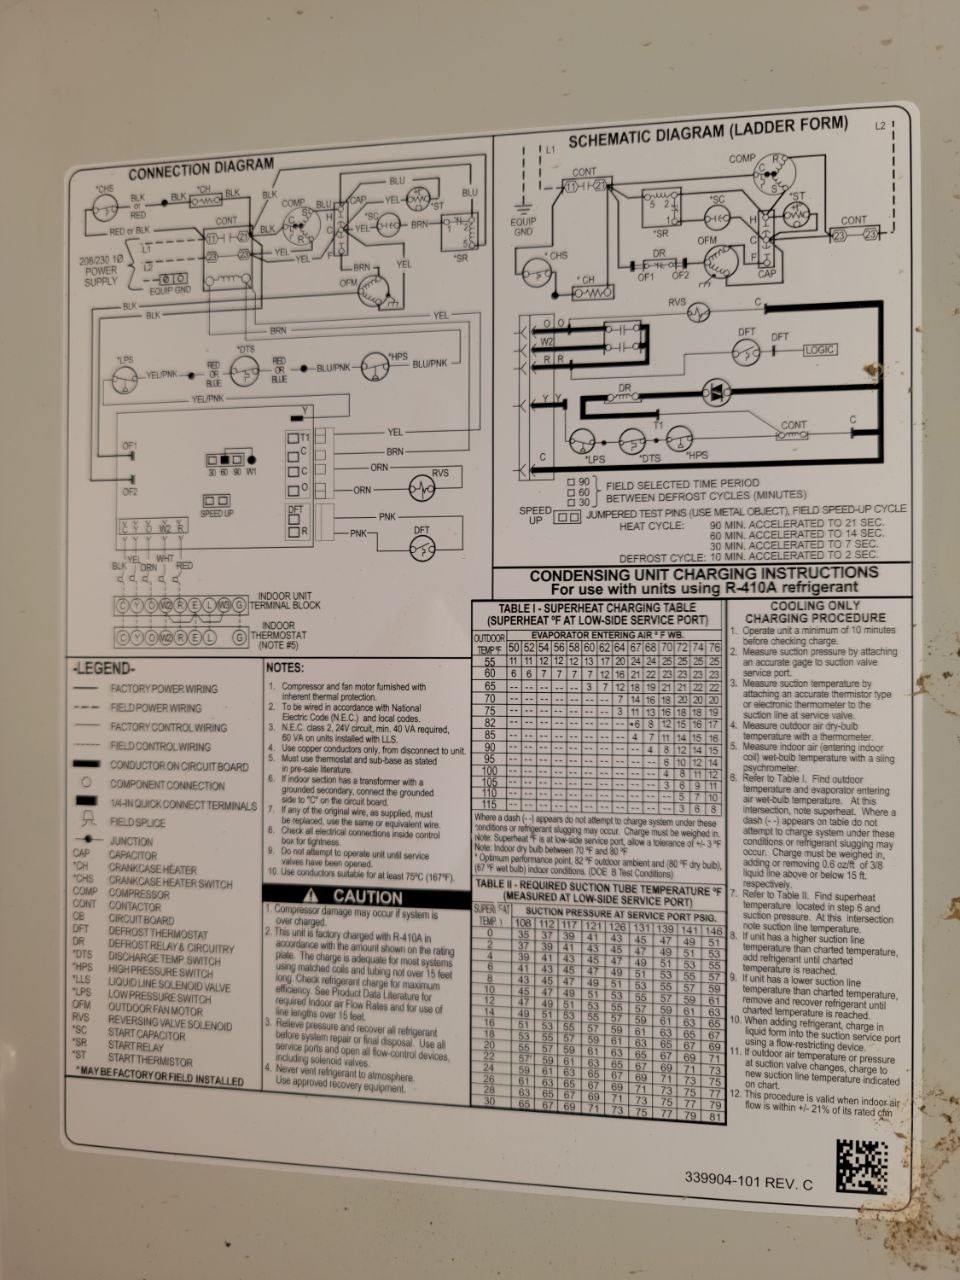 CONNECTION DIAGRAM
*CHS
BLK
or
RED
BLK
*CH
BLK
BLK
RED or BLK
CONT
11
21
23
23
L1
L2
208/230 1Ø
POWER
SUPPLY
EQUIP GND
COMP
C
S
R
BLU
CAP
H
C
F
BLU
BLU
YEL
*ST
*SC
YEL
BRN
5
2
1
*SR
BLK
YEL
YEL
BRN
YEL
OFM
BLK
BLK
YEL
BRN
*LPS
YEL/PNK
RED
OR
BLUE
*DTS
RED
OR
BLUE
BLU/PNK
*HPS
BLU/PNK
YEL/PNK
Y
OF1
OF2
T1
C
C
O
DFT
R
YEL
BRN
ORN
ORN
RVS
PNK
PNK
DFT
30 60 90 W1
SPEED UP
C Y O W2 R
BLK
YEL
ORN
WHT
RED
C Y O W2 R E L W3 G
INDOOR UNIT
TERMINAL BLOCK
C Y O W2 R E L G
INDOOR
THERMOSTAT
(NOTE #5)
SCHEMATIC DIAGRAM (LADDER FORM)
L1
L2
CONT
11
21
COMP
R
C
S
*ST
EQUIP
GND
5 2
1
*SR
*SC
H
C
F
CAP
CONT
23
23
*CHS
*CH
DR
OF1
OF2
OFM
RVS
C
O
O
W2
R
R
DFT
DFT
LOGIC
DR
Y
Y
T1
CONT
C
*LPS
*DTS
*HPS
C
90
60
30
FIELD SELECTED TIME PERIOD
BETWEEN DEFROST CYCLES (MINUTES)
SPEED
UP
JUMPERED TEST PINS (USE METAL OBJECT), FIELD SPEED-UP CYCLE
HEAT CYCLE: 90 MIN. ACCELERATED TO 21 SEC.
60 MIN. ACCELERATED TO 14 SEC.
30 MIN. ACCELERATED TO 7 SEC.
DEFROST CYCLE: 10 MIN. ACCELERATED TO 2 SEC.
-LEGEND-
FACTORY POWER WIRING
FIELD POWER WIRING
FACTORY CONTROL WIRING
FIELD CONTROL WIRING
CONDUCTOR ON CIRCUIT BOARD
COMPONENT CONNECTION
1/4-IN QUICK CONNECT TERMINALS
FIELD SPLICE
JUNCTION
CAP CAPACITOR
*CH CRANKCASE HEATER
*CHS CRANKCASE HEATER SWITCH
COMP COMPRESSOR
CONT CONTACTOR
CB CIRCUIT BOARD
DFT DEFROST THERMOSTAT
DR DEFROST RELAY & CIRCUITRY
*DTS DISCHARGE TEMP SWITCH
*HPS HIGH PRESSURE SWITCH
*LLS LIQUID LINE SOLENOID VALVE
*LPS LOW PRESSURE SWITCH
OFM OUTDOOR FAN MOTOR
RVS REVERSING VALVE SOLENOID
*SC START CAPACITOR
*SR START RELAY
*ST START THERMISTOR
*MAY BE FACTORY OR FIELD INSTALLED
NOTES:
1. Compressor and fan motor furnished with
inherent thermal protection.
2. To be wired in accordance with National
Electric Code (N.E.C.) and local codes.
3. N.E.C. class 2, 24V circuit, min. 40 VA required,
60 VA on units installed with LLS.
4. Use copper conductors only, from disconnect to unit.
5. Must use thermostat and sub-base as stated
in pre-sale literature.
6. If indoor section has a transformer with a
grounded secondary, connect the grounded
side to "C" on the circuit board.
7. If any of the original wire, as supplied, must
be replaced, use the same or equivalent wire.
8. Check all electrical connections inside control
box for tightness.
9. Do not attempt to operate unit until service
valves have been opened.
10. Use conductors suitable for at least 75°C (167°F).
CAUTION
1. Compressor damage may occur if system is
over charged.
2. This unit is factory charged with R-410A in
accordance with the amount shown on the rating
plate. The charge is adequate for most systems
using matched coils and tubing not over 15 feet
long. Check refrigerant charge for maximum
efficiency. See Product Data Literature for
required Indoor air Flow Rates and for use of
line lengths over 15 feet.
3. Relieve pressure and recover all refrigerant
before system repair or final disposal. Use all
service ports and open all flow-control devices,
including solenoid valves.
4. Never vent refrigerant to atmosphere.
Use approved recovery equipment.
CONDENSING UNIT CHARGING INSTRUCTIONS
For use with units using R-410A refrigerant
TABLE I - SUPERHEAT CHARGING TABLE
(SUPERHEAT °F AT LOW-SIDE SERVICE PORT)
OUTDOOR
TEMP °F
EVAPORATOR ENTERING AIR ° F WB.
50 52 54 56 58 60 62 64 67 68 70 72 74 76
55 11 11 12 12 12 13 17 20 24 24 25 25 25 25
60 6 6 7 7 7 7 12 16 21 22 23 23 23 23
65 -- -- -- -- -- 3 7 12 18 19 21 21 22 22
70 -- -- -- -- -- -- -- 7 14 16 18 20 20 20
75 -- -- -- -- -- -- -- 3 11 13 16 18 18 19
82 -- -- -- -- -- -- -- -- *6 8 12 15 16 17
85 -- -- -- -- -- -- -- -- 4 7 11 14 15 16
90 -- -- -- -- -- -- -- -- -- 4 8 12 14 15
95 -- -- -- -- -- -- -- -- -- -- 6 10 12 14
100 -- -- -- -- -- -- -- -- -- -- 4 8 11 12
105 -- -- -- -- -- -- -- -- -- -- 3 6 9 11
110 -- -- -- -- -- -- -- -- -- -- -- 5 7 10
115 -- -- -- -- -- -- -- -- -- -- -- 3 6 8
Where a dash (- -) appears do not attempt to charge system under these
conditions or refrigerant slugging may occur. Charge must be weighed in.
Note: Superheat °F is at low-side service port, allow a tolerance of +/- 3 °F
Note: Indoor dry bulb between 70 °F and 80 °F
* Optimum performance point, 82 °F outdoor ambient and (80 °F dry bulb),
(67 °F wet bulb) indoor conditions. (DOE B Test Conditions)
TABLE II - REQUIRED SUCTION TUBE TEMPERATURE °F
(MEASURED AT LOW-SIDE SERVICE PORT)
TEMP.
SUCTION PRESSURE AT SERVICE PORT PSIG.
108 112 117 121 126 131 139 141 146
0 35 37 39 41 43 45 47 49 51
2 37 39 41 43 45 47 49 51 53
4 39 41 43 45 47 49 51 53 55
6 41 43 45 47 49 51 53 55 57
8 43 45 47 49 51 53 55 57 59
10 45 47 49 51 53 55 57 59 61
12 47 49 51 53 55 57 59 61 63
14 49 51 53 55 57 59 61 63 65
16 51 53 55 57 59 61 63 65 67
18 53 55 57 59 61 63 65 67 69
20 55 57 59 61 63 65 67 69 71
22 57 59 61 63 65 67 69 71 73
24 59 61 63 65 67 69 71 73 75
26 61 63 65 67 69 71 73 75 77
28 63 65 67 69 71 73 75 77 79
30 65 67 69 71 73 75 77 79 81
COOLING ONLY
CHARGING PROCEDURE
1. Operate unit a minimum of 10 minutes
before checking charge.
2. Measure suction pressure by attaching
an accurate gage to suction valve
service port.
3. Measure suction temperature by
attaching an accurate thermistor type
or electronic thermometer to the
suction line at service valve.
4. Measure outdoor air dry-bulb
temperature with a thermometer.
5. Measure indoor air (entering indoor
coil) wet-bulb temperature with a sling
psychrometer.
6. Refer to Table I. Find outdoor
temperature and evaporator entering
air wet-bulb temperature. At this
intersection, note superheat. Where a
dash (- -) appears on table do not
attempt to charge system under these
conditions or refrigerant slugging may
occur. Charge must be weighed in,
adding or removing 0.6 oz/ft of 3/8
liquid line above or below 15 ft.
respectively.
7. Refer to Table II. Find superheat
temperature located in step 6 and
suction pressure. At this intersection
note suction line temperature.
8. If unit has a higher suction line
temperature than charted temperature,
add refrigerant until charted
temperature is reached.
9. If unit has a lower suction line
temperature than charted temperature,
remove and recover refrigerant until
charted temperature is reached.
10. When adding refrigerant, charge in
liquid form into the suction service port
using a flow-restricting device.
11. If outdoor air temperature or pressure
at suction valve changes, charge to
new suction line temperature indicated
on chart.
12. This procedure is valid when indoor air
flow is within +/- 21% of its rated cfm
339904-101 REV. C